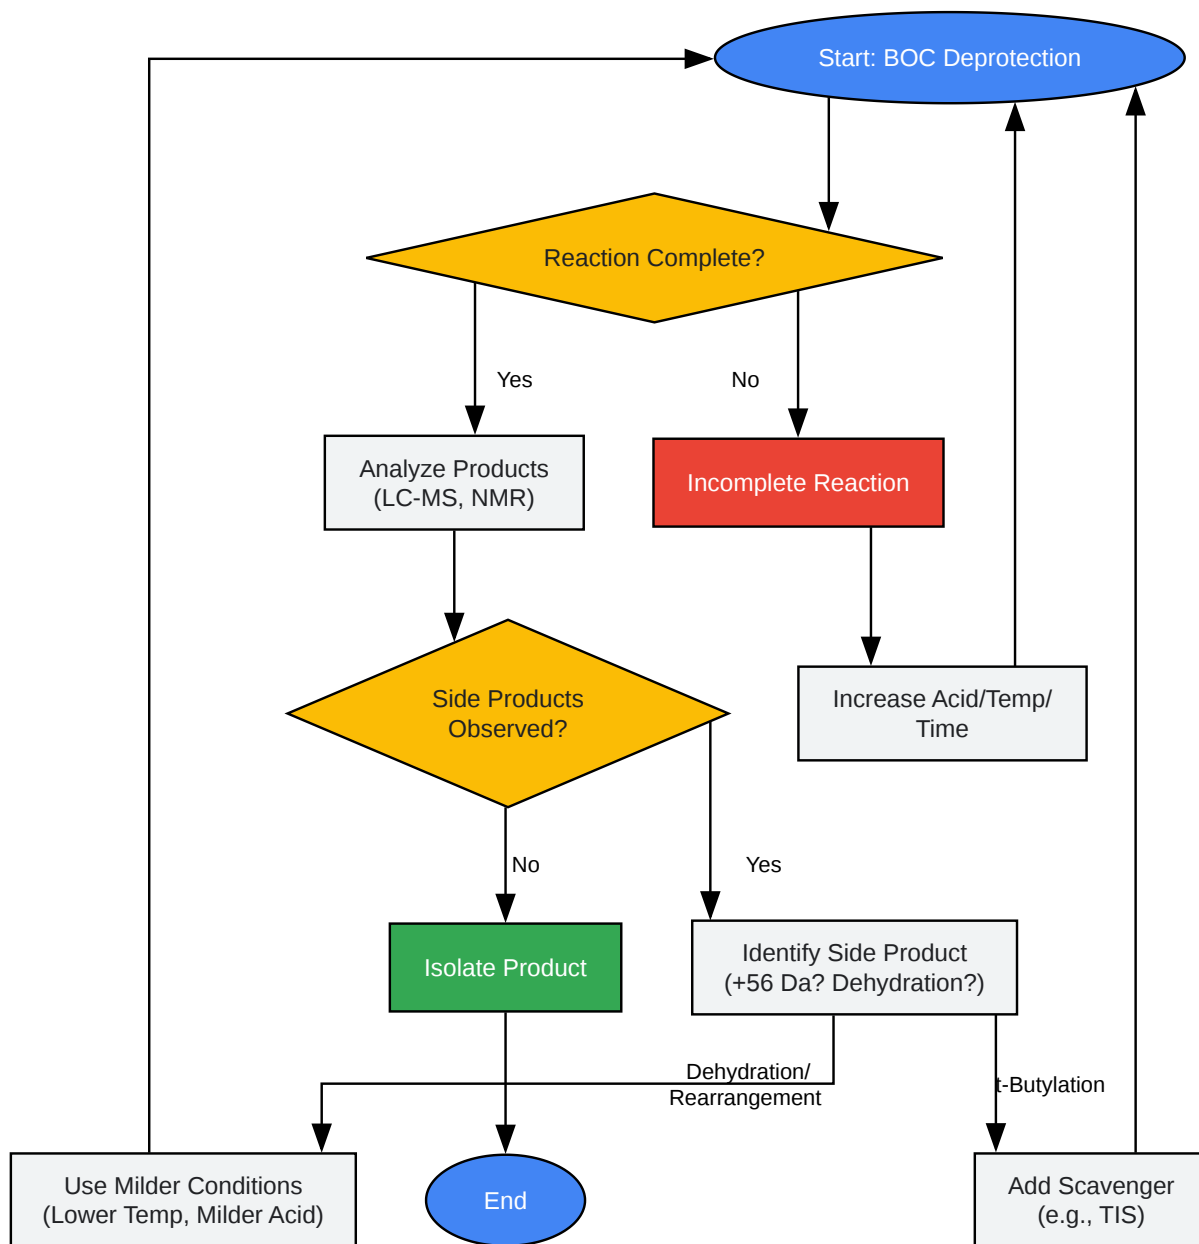 Start: BOC Deprotection
Reaction Complete?
Yes
No
Analyze Products
(LC-MS, NMR)
Incomplete Reaction
Side Products
Observed?
Increase Acid/Temp/
Time
No
Yes
Isolate Product
Identify Side Product
(+56 Da? Dehydration?)
Dehydration/
Rearrangement
t-Butylation
Use Milder Conditions
(Lower Temp, Milder Acid)
End
Add Scavenger
(e.g., TIS)